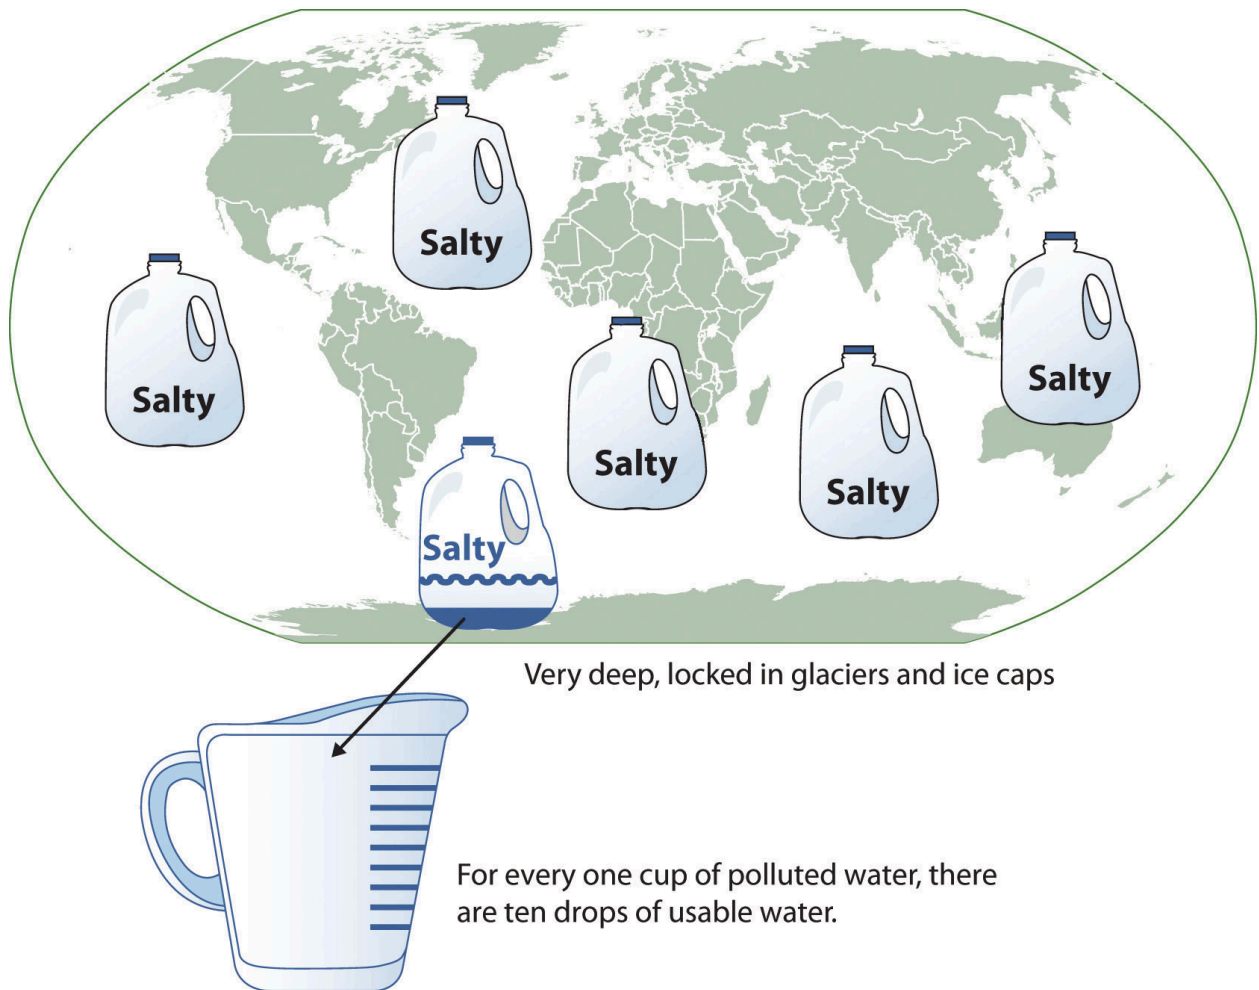 Salty
Salty
Salty
Salty
Salty
Salty
Salty
Very deep, locked in glaciers and ice caps
For every one cup of polluted water, there
are ten drops of usable water.